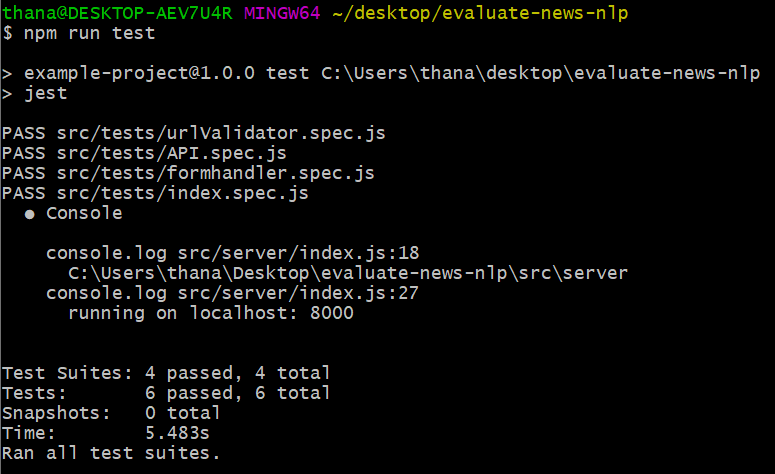 thana@DESKTOP-AEV7U4R MINGW64 ~/desktop/evaluate-news-nlp
$ npm run test
> example-project@1.0.0 test C:\Users\thana\desktop\evaluate-news-nlp
> jest
PASS src/tests/urlValidator.spec.js
PASS src/tests/API.spec.js
PASS src/tests/formhandler.spec.js
PASS src/tests/index.spec.js
● Console
console.log src/server/index.js:18
C:\Users\thana\Desktop\evaluate-news-nlp\src\server
console.log src/server/index.js:27
running on localhost: 8000
Test Suites: 4 passed, 4 total
Tests: 6 passed, 6 total
Snapshots: 0 total
Time: 5.483s
Ran all test suites.